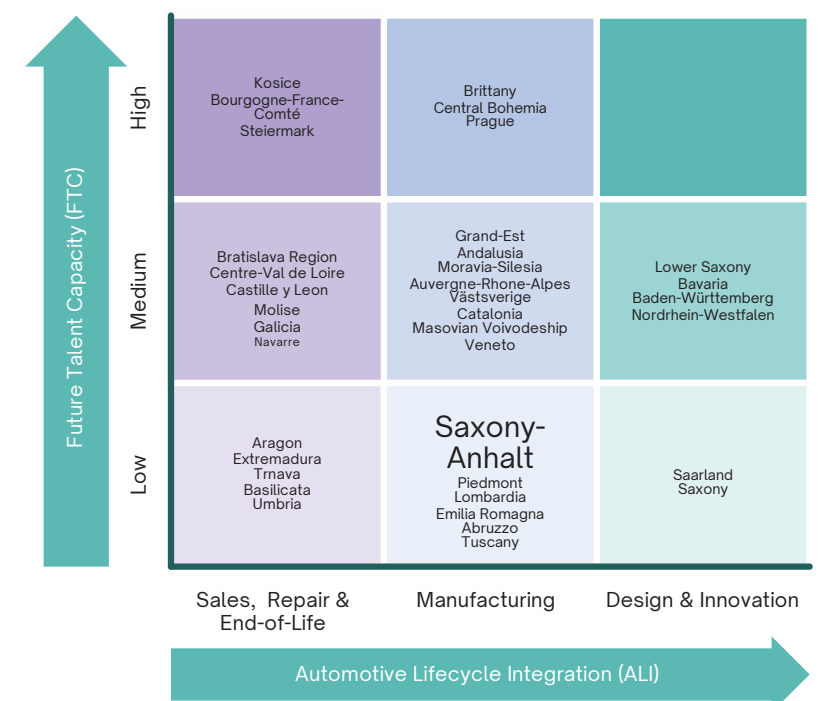 Future Talent Capacity (FTC)
High
Kosice
Bourgogne-France-
Comté
Steiermark
Brittany
Central Bohemia
Prague
Medium
Bratislava Region
Centre-Val de Loire
Castille y Leon
Molise
Galicia
Navarre
Grand-Est
Andalusia
Moravia-Silesia
Auvergne-Rhone-Alpes
Västsverige
Catalonia
Masovian Voivodeship
Veneto
Lower Saxony
Bavaria
Baden-Württemberg
Nordrhein-Westfalen
Low
Aragon
Extremadura
Trnava
Basilicata
Umbria
Saxony-
Anhalt
Piedmont
Lombardia
Emilia Romagna
Abruzzo
Tuscany
Saarland
Saxony
Sales, Repair &
End-of-Life
Manufacturing
Design & Innovation
Automotive Lifecycle Integration (ALI)